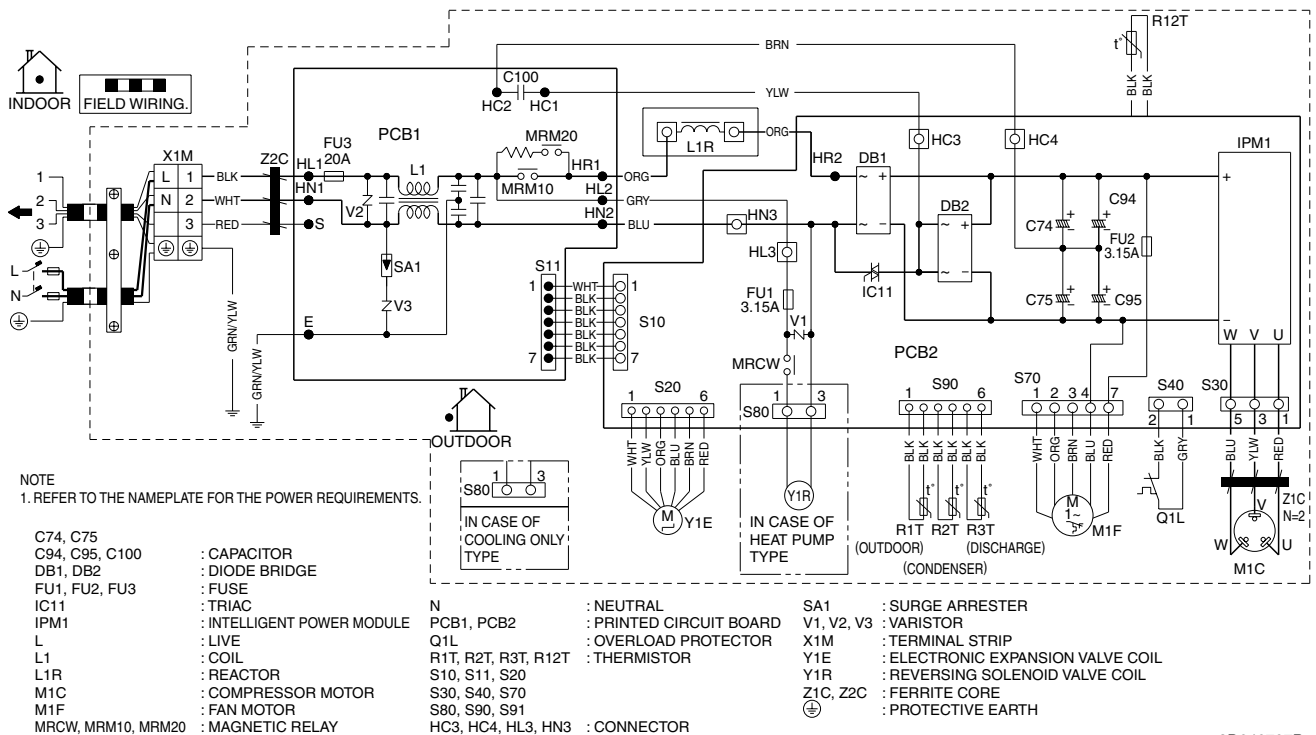 R12T
t°
BRN
BLK
BLK
INDOOR
FIELD WIRING.
C100
HC2 HC1
YLW
PCB1
L1R
ORG
HC3
HC4
X1M
Z2C
FU3
20A
L1
MRM20
MRM10
HR1
HR2
DB1
IPM1
1
L 1
BLK
HL1
ORG
~ +
+
2
N 2
WHT
HN1
V2
HL2
GRY
DB2
C74
C94
3
3
RED
S
HN2
BLU
HN3
~ −
~ +
~ −
FU2
3.15A
L
N
SA1
V3
HL3
IC11
C75
C95
S11
1
WHT
1
BLK
BLK
BLK
BLK
BLK
BLK
7
7
S10
FU1
3.15A
V1
−
W V U
GRN/YLW
GRN/YLW
E
MRCW
PCB2
OUTDOOR
S20
1 6
S80
1 3
S90
1 6
S70
1 2 3 4 7
S40
2 1
S30
5 3 1
WHT
YLW
ORG
BLU
BRN
RED
BLK
BLK
BLK
BLK
BLK
BLK
WHT
ORG
BRN
BLU
RED
BLK
GRY
BLU
YLW
RED
M
Y1E
Y1R
IN CASE OF
HEAT PUMP
TYPE
S80
1 3
IN CASE OF
COOLING ONLY
TYPE
t° t° t°
R1T R2T R3T
(OUTDOOR) (DISCHARGE)
(CONDENSER)
M
1~
M1F
Q1L
Z1C
N=2
V
W U
M1C
NOTE
1. REFER TO THE NAMEPLATE FOR THE POWER REQUIREMENTS.
C74, C75
C94, C95, C100 : CAPACITOR
DB1, DB2 : DIODE BRIDGE
FU1, FU2, FU3 : FUSE
IC11 : TRIAC
IPM1 : INTELLIGENT POWER MODULE
L : LIVE
L1 : COIL
L1R : REACTOR
M1C : COMPRESSOR MOTOR
M1F : FAN MOTOR
MRCW, MRM10, MRM20 : MAGNETIC RELAY
N : NEUTRAL
PCB1, PCB2 : PRINTED CIRCUIT BOARD
Q1L : OVERLOAD PROTECTOR
R1T, R2T, R3T, R12T : THERMISTOR
S10, S11, S20
S30, S40, S70
S80, S90, S91
HC3, HC4, HL3, HN3 : CONNECTOR
SA1 : SURGE ARRESTER
V1, V2, V3 : VARISTOR
X1M : TERMINAL STRIP
Y1E : ELECTRONIC EXPANSION VALVE COIL
Y1R : REVERSING SOLENOID VALVE COIL
Z1C, Z2C : FERRITE CORE
: PROTECTIVE EARTH